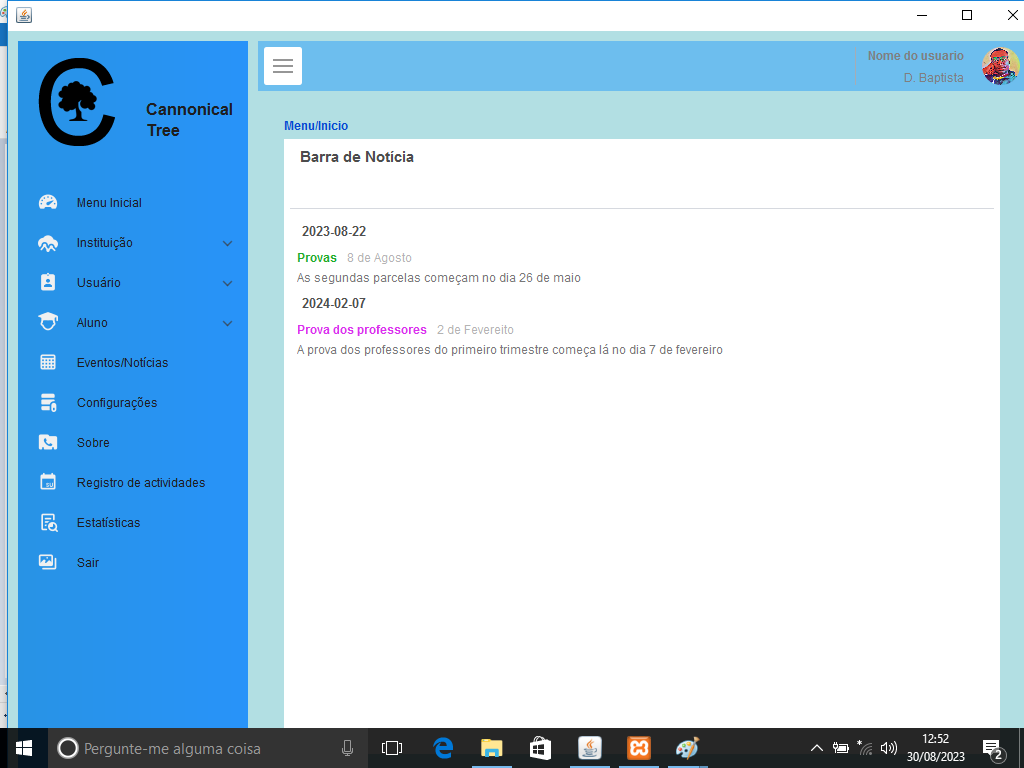 Cannonical
Tree
Menu Inicial
Instituição
Usuário
Aluno
Eventos/Notícias
Configurações
Sobre
Registro de actividades
Estatísticas
Sair
Nome do usuario
D. Baptista
Menu/Inicio
Barra de Notícia
2023-08-22
Provas 8 de Agosto
As segundas parcelas começam no dia 26 de maio
2024-02-07
Prova dos professores 2 de Fevereito
A prova dos professores do primeiro trimestre começa lá no dia 7 de fevereiro
Pergunte-me alguma coisa
12:52
30/08/2023
2